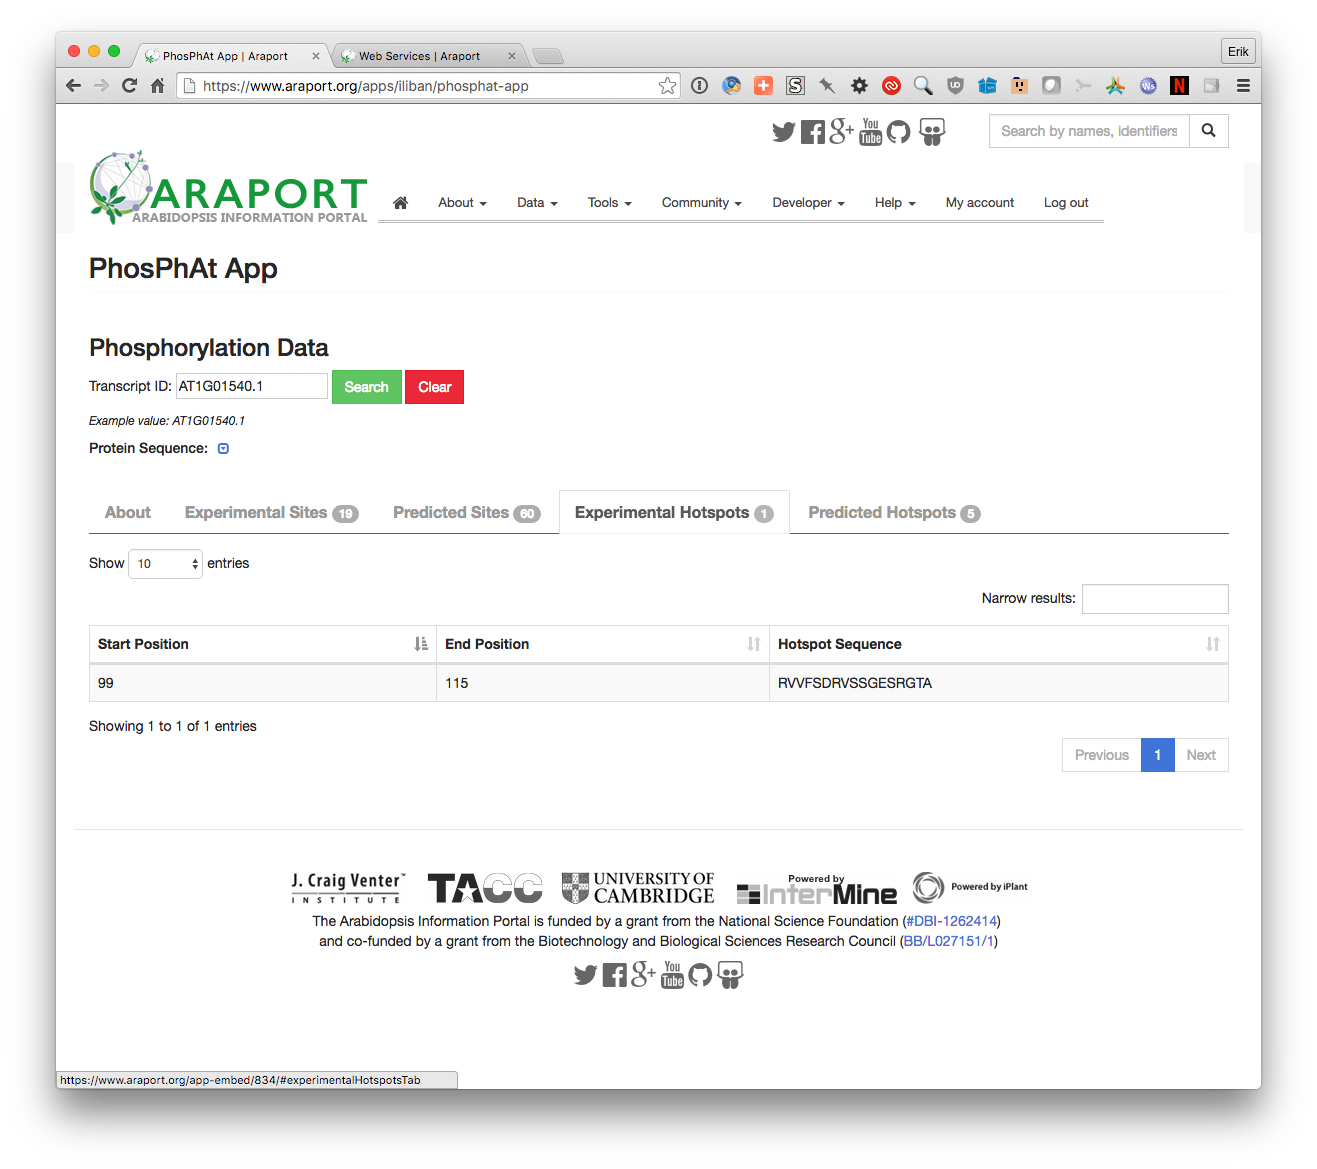 PhosPhAt App | Araport
Web Services | Araport
Erik
https://www.araport.org/apps/iliban/phosphat-app
Search by names, identifiers
ARAPORT
ARABIDOPSIS INFORMATION PORTAL
About Data Tools Community Developer Help My account Log out
PhosPhAt App
Phosphorylation Data
Transcript ID: AT1G01540.1 Search Clear
Example value: AT1G01540.1
Protein Sequence:
About Experimental Sites 19 Predicted Sites 60 Experimental Hotspots 1 Predicted Hotspots 5
Show 10 entries
Narrow results:
Start Position End Position Hotspot Sequence
99 115 RVVFSDRVSSGESRGTA
Showing 1 to 1 of 1 entries
Previous 1 Next
J. Craig Venter™
INSTITUTE
TACC
UNIVERSITY OF
CAMBRIDGE
Powered by
InterMine
Powered by iPlant
The Arabidopsis Information Portal is funded by a grant from the National Science Foundation (#DBI-1262414)
and co-funded by a grant from the Biotechnology and Biological Sciences Research Council (BB/L027151/1)
https://www.araport.org/app-embed/834/#experimentalHotspotsTab